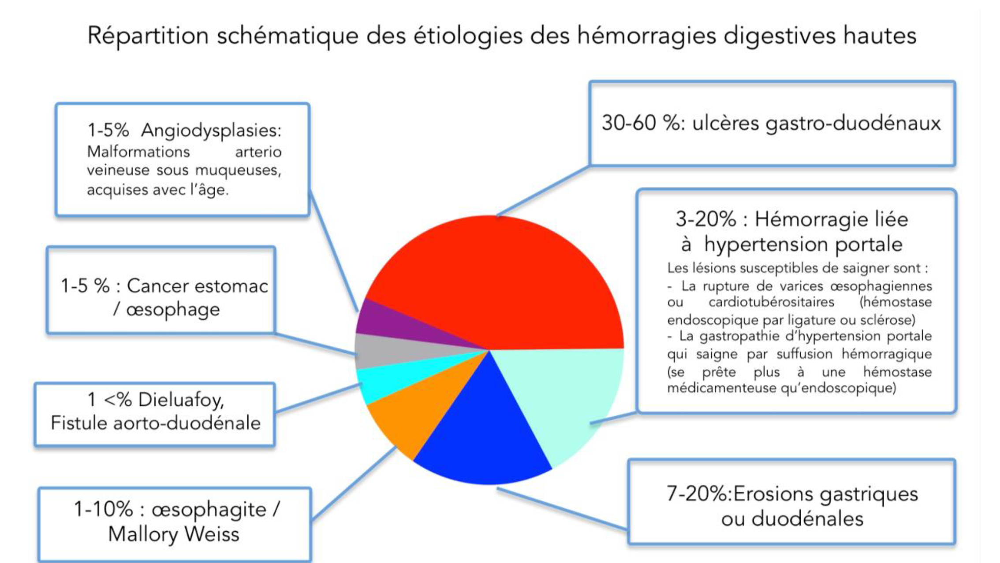 Répartition schématique des étiologies des hémorragies digestives hautes
1-5% Angiodysplasies:
Malformations arterio
veineuse sous muqueuses,
acquises avec l'âge.
30-60 %: ulcères gastro-duodénaux
3-20% : Hémorragie liée
à hypertension portale
Les lésions susceptibles de saigner sont :
- La rupture de varices œsophagiennes
ou cardiotubérositaires (hémostase
endoscopique par ligature ou sclérose)
- La gastropathie d'hypertension portale
qui saigne par suffusion hémorragique
(se prête plus à une hémostase
médicamenteuse qu'endoscopique)
1-5 % : Cancer estomac
/ œsophage
1 <% Dieluafoy,
Fistule aorto-duodénale
1-10% : œsophagite /
Mallory Weiss
7-20%:Erosions gastriques
ou duodénales